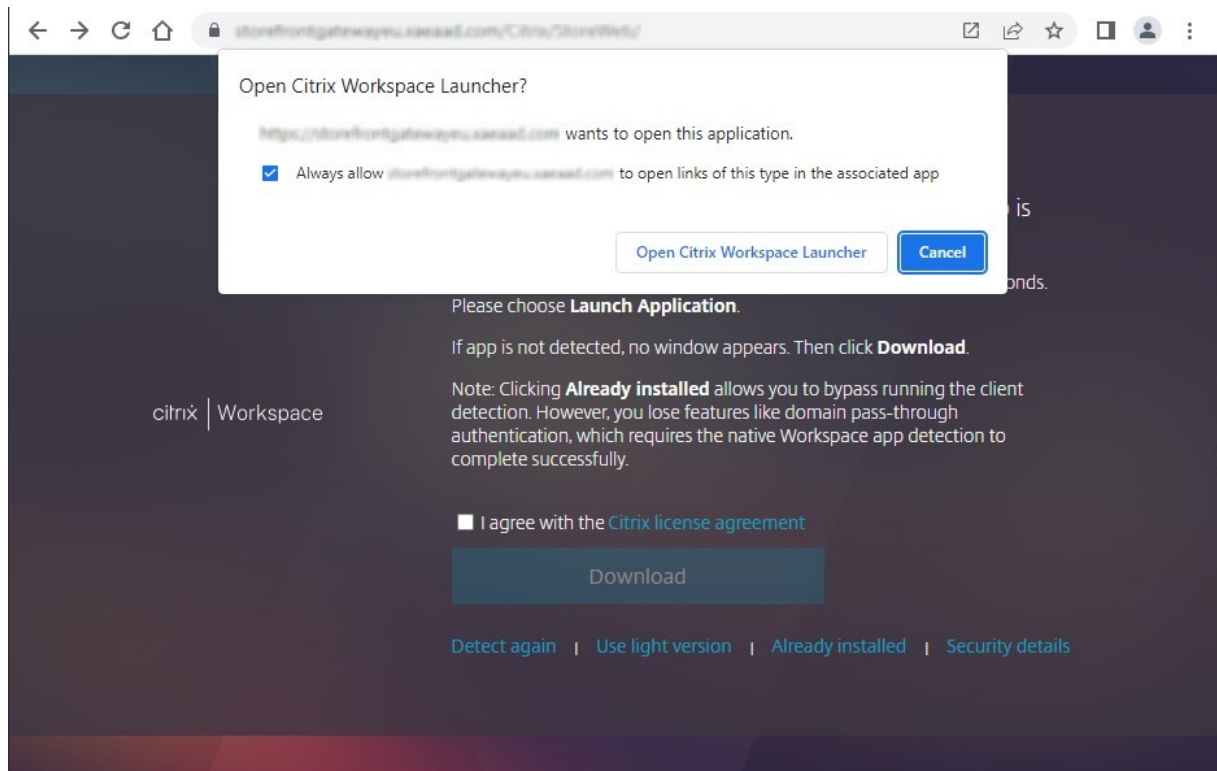 Open Citrix Workspace Launcher?
wants to open this application.
Always allow to open links of this type in the associated app
Open Citrix Workspace Launcher
Cancel
is
onds.
Please choose Launch Application.
If app is not detected, no window appears. Then click Download.
Note: Clicking Already installed allows you to bypass running the client
detection. However, you lose features like domain pass-through
authentication, which requires the native Workspace app detection to
complete successfully.
citrix | Workspace
I agree with the Citrix license agreement
Download
Detect again | Use light version | Already installed | Security details